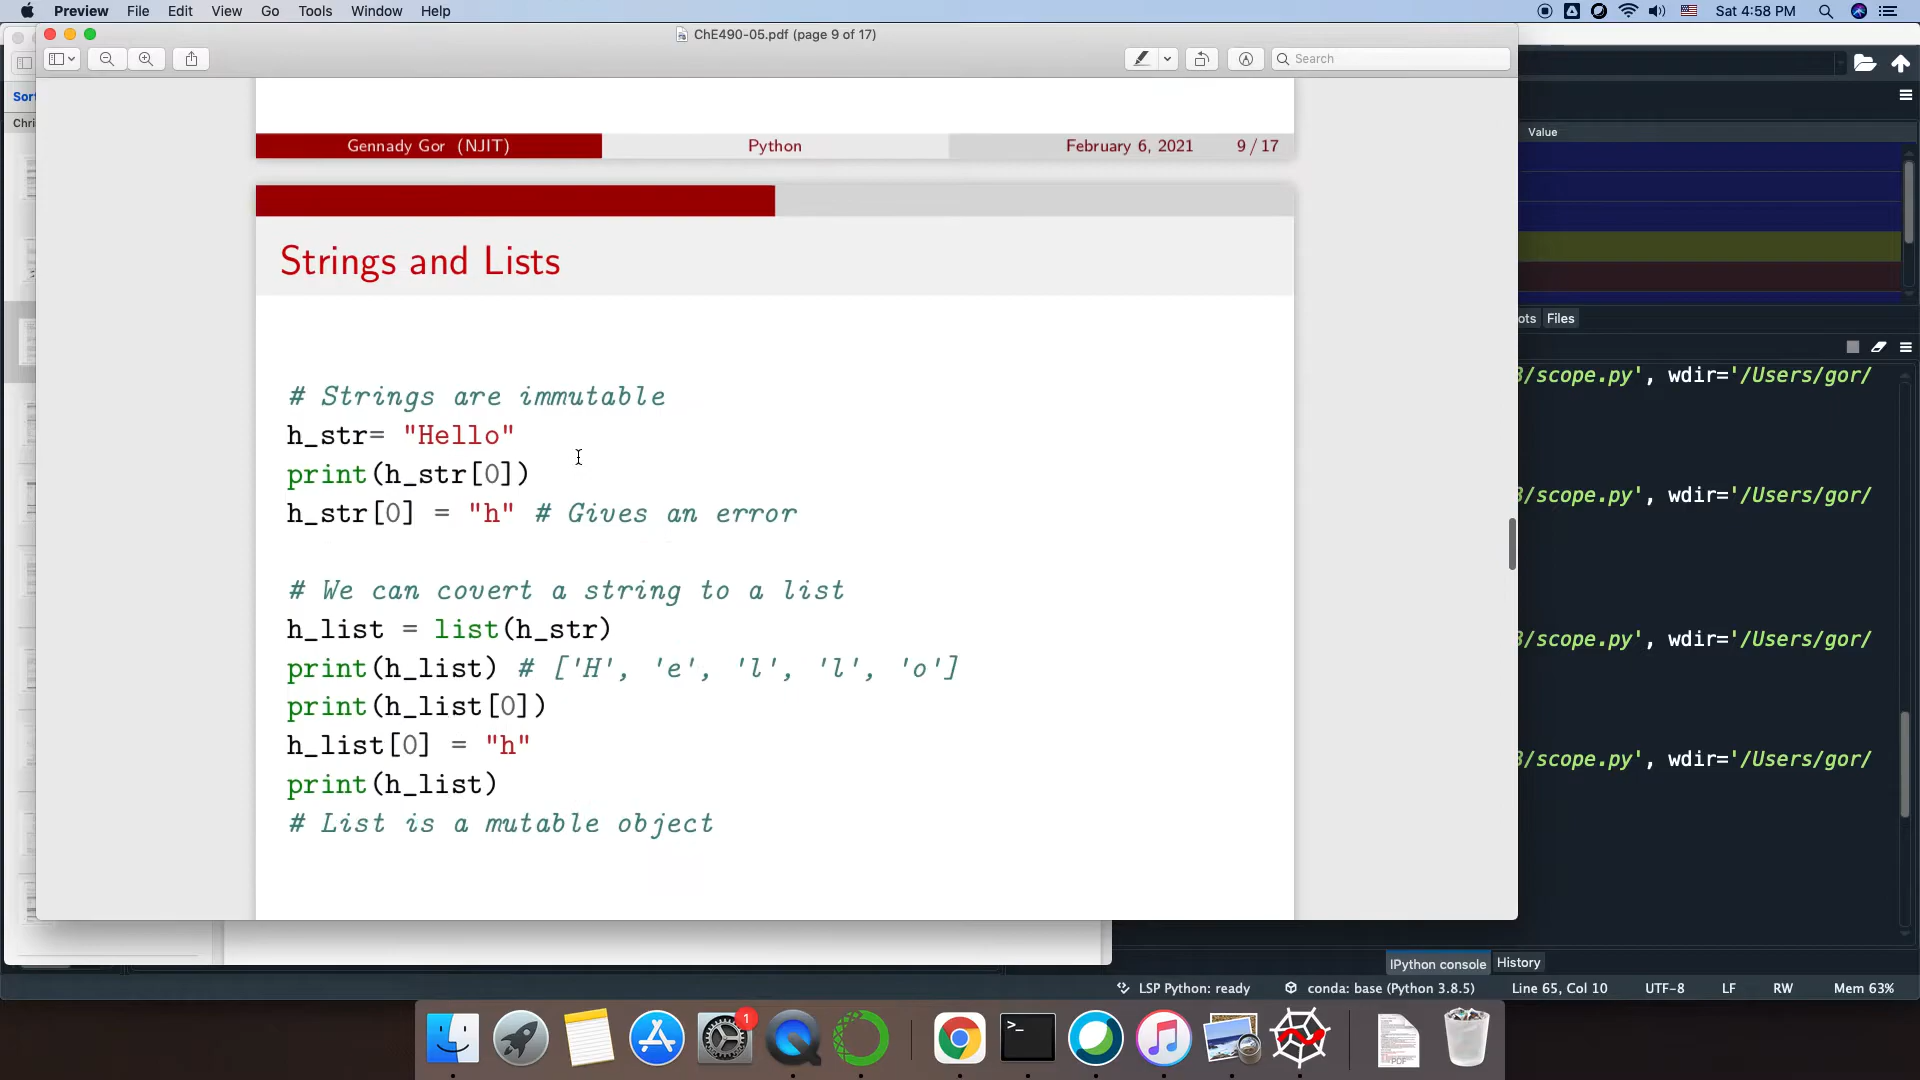 Preview File Edit View Go Tools Window Help
Sat 4:58 PM
ChE490-05.pdf (page 9 of 17)
Search
Sort
Chri
Gennady Gor (NJIT) Python February 6, 2021 9 / 17
Value
Strings and Lists
Files
# Strings are immutable
h_str= "Hello"
print(h_str[0])
h_str[0] = "h" # Gives an error
# We can covert a string to a list
h_list = list(h_str)
print(h_list) # ['H', 'e', 'l', 'l', 'o']
print(h_list[0])
h_list[0] = "h"
print(h_list)
# List is a mutable object
/scope.py', wdir='/Users/gor/
/scope.py', wdir='/Users/gor/
/scope.py', wdir='/Users/gor/
/scope.py', wdir='/Users/gor/
IPython console History
LSP Python: ready conda: base (Python 3.8.5) Line 65, Col 10 UTF-8 LF RW Mem 63%
1
PDF